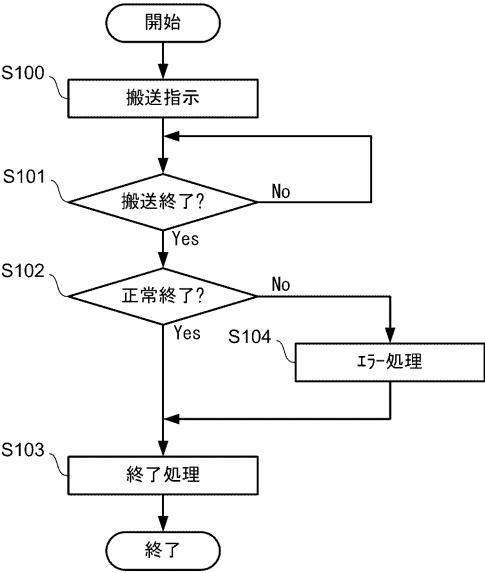 開始
S100
搬送指示
S101
搬送終了?
No
Yes
S102
正常終了?
No
Yes
S104
ｴﾗｰ処理
S103
終了処理
終了